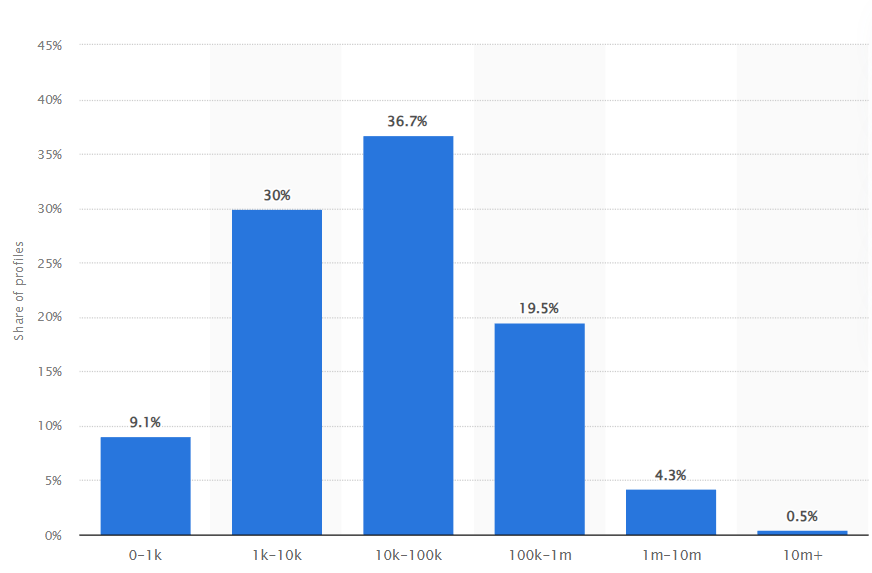 45%
40%
35%
30%
25%
20%
15%
10%
5%
0%
Share of profiles
9.1%
30%
36.7%
19.5%
4.3%
0.5%
0–1k
1k–10k
10k–100k
100k–1m
1m–10m
10m+